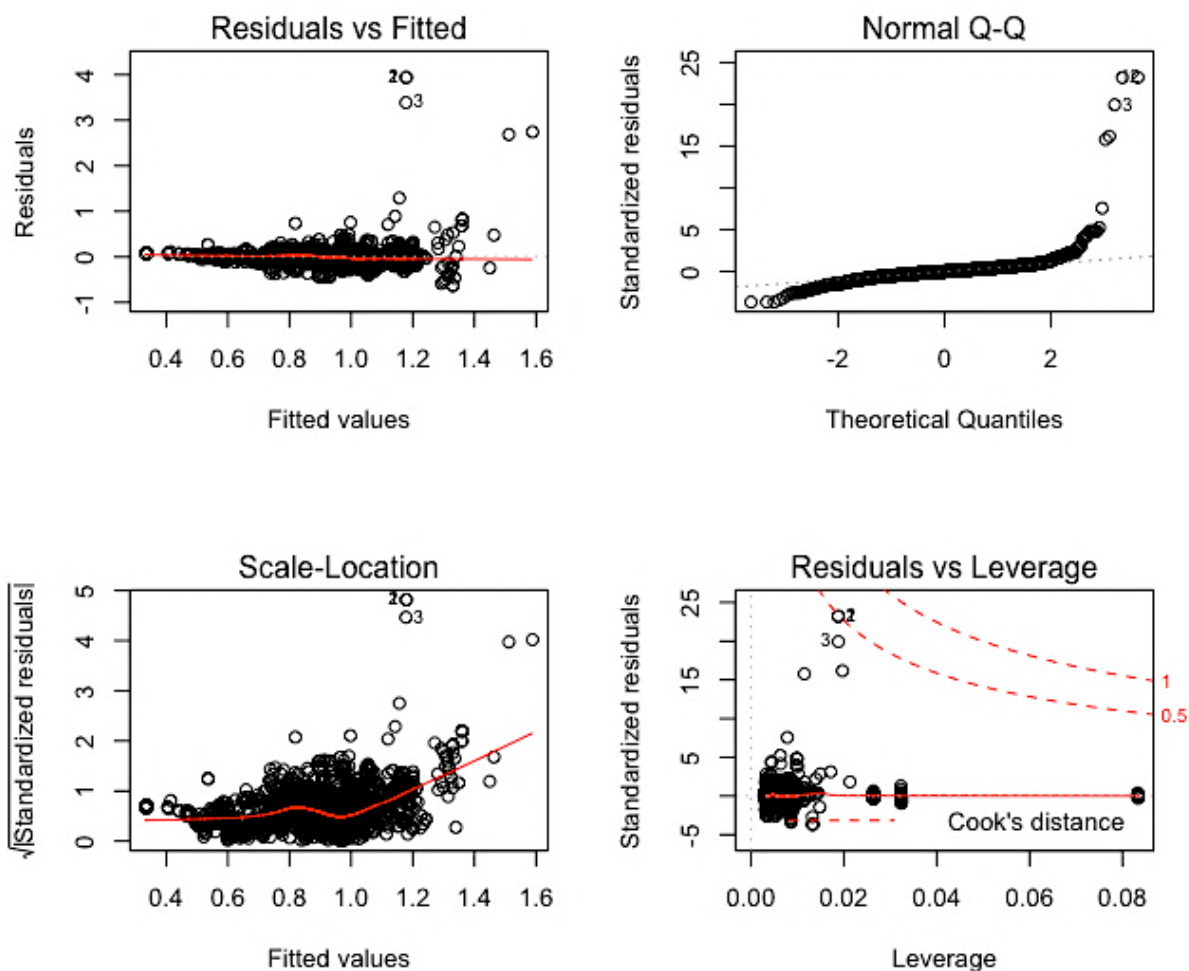 Residuals vs Fitted
Residuals
-1 0 1 2 3 4
1
2
3
0.4 0.6 0.8 1.0 1.2 1.4 1.6
Fitted values
Normal Q-Q
Standardized residuals
0 5 15 25
12
3
-2 0 2
Theoretical Quantiles
Scale-Location
√|Standardized residuals|
0 1 2 3 4 5
1
2
3
0.4 0.6 0.8 1.0 1.2 1.4 1.6
Fitted values
Residuals vs Leverage
Standardized residuals
-5 5 15 25
1
2
3
1
0.5
Cook's distance
0.00 0.02 0.04 0.06 0.08
Leverage